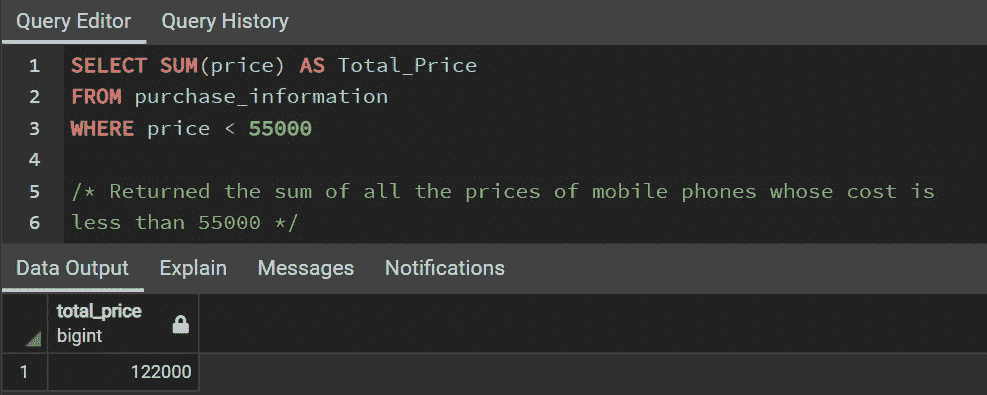 Query Editor Query History
1 SELECT SUM(price) AS Total_Price
2 FROM purchase_information
3 WHERE price < 55000
4
5 /* Returned the sum of all the prices of mobile phones whose cost is
6 less than 55000 */
Data Output Explain Messages Notifications
total_price
bigint
1 122000